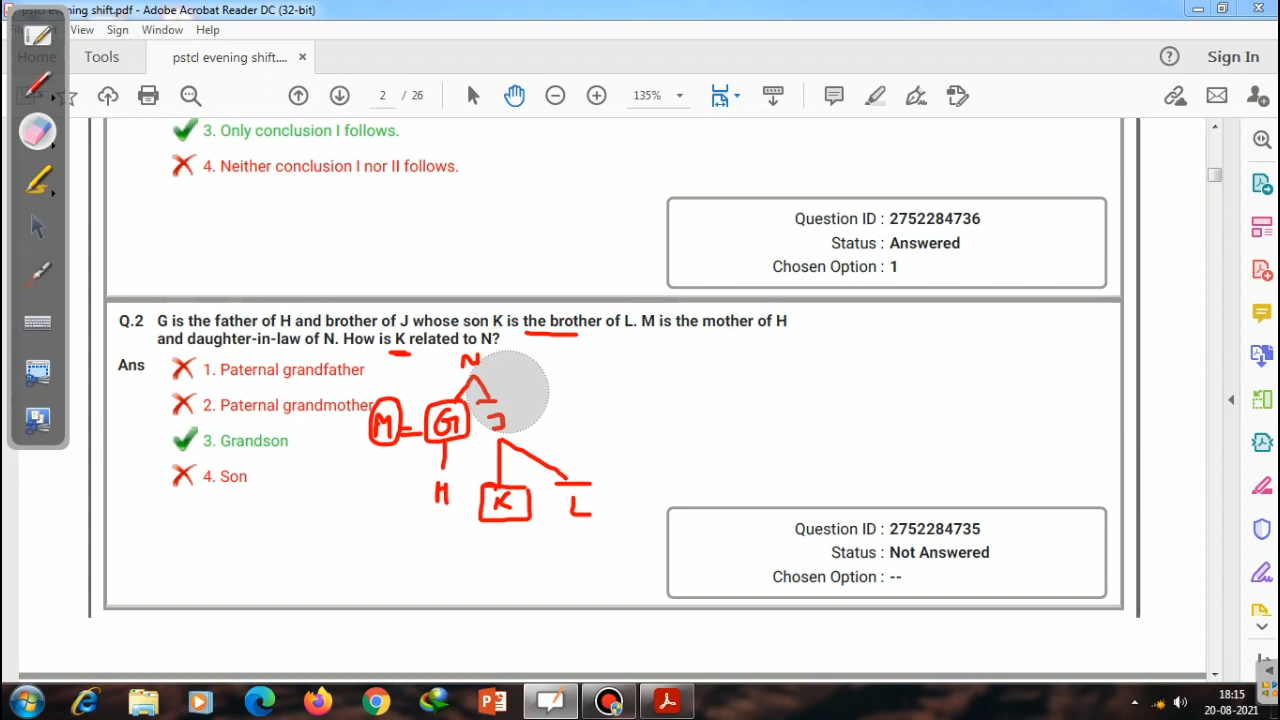 pstcl evening shift.pdf - Adobe Acrobat Reader DC (32-bit)
View Sign Window Help
Home Tools pstcl evening shift.... × Sign In
2 / 26 135%
3. Only conclusion I follows.
4. Neither conclusion I nor II follows.
Question ID : 2752284736
Status : Answered
Chosen Option : 1
Q.2 G is the father of H and brother of J whose son K is the brother of L. M is the mother of H
and daughter-in-law of N. How is K related to N?
Ans 1. Paternal grandfather
2. Paternal grandmother
3. Grandson
4. Son
N
M = G J
H K L
Question ID : 2752284735
Status : Not Answered
Chosen Option : --
18:15
20-08-2021